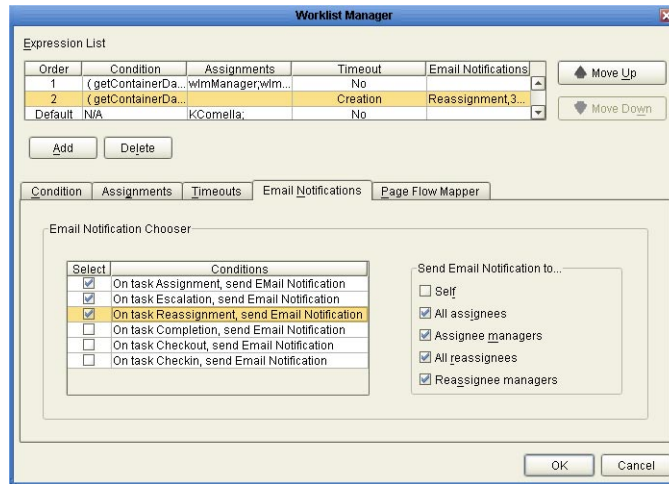 Worklist Manager
Expression List
Order Condition Assignments Timeout Email Notifications
1 ( getContainerDa... wlmManager;wlm... No
2 ( getContainerDa... Creation Reassignment,3...
Default N/A KComella; No
Move Up
Move Down
Add Delete
Condition Assignments Timeouts Email Notifications Page Flow Mapper
Email Notification Chooser
Select Conditions
On task Assignment, send EMail Notification
On task Escalation, send Email Notification
On task Reassignment, send Email Notification
On task Completion, send Email Notification
On task Checkout, send Email Notification
On task Checkin, send Email Notification
Send Email Notification to...
Self
All assignees
Assignee managers
All reassignees
Reassignee managers
OK Cancel